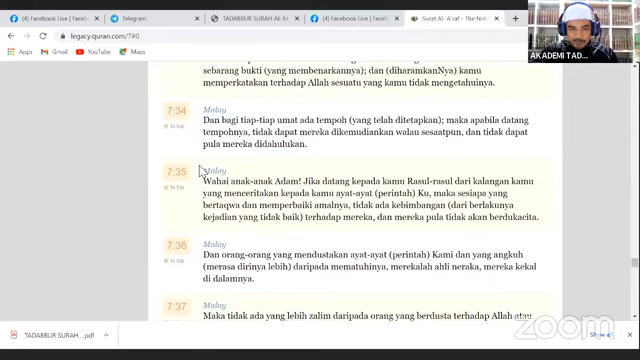 (4) Facebook Live | Facel
Telegram
TADABBUR SURAH AL-
(4) Facebook Live | Facel
Surat Al-'A'raf - The Nobl
legacy.quran.com/7#0
Apps
Gmail
YouTube
Maps
AKADEMI TAD...
sebarang bukti (yang membenarkannya); dan (diharamkanNya) kamu
memperkatakan terhadap Allah sesuatu yang kamu tidak mengetahuinya.
7:34
to top
Malay
Dan bagi tiap-tiap umat ada tempoh (yang telah ditetapkan); maka apabila datang
tempohnya, tidak dapat mereka dikemudiankan walau sesaatpun, dan tidak dapat
pula mereka didahulukan.
7:35
to top
Malay
Wahai anak-anak Adam! Jika datang kepada kamu Rasul-rasul dari kalangan kamu
yang menceritakan kepada kamu ayat-ayat (perintah) Ku, maka sesiapa yang
bertaqwa dan memperbaiki amalnya, tidak ada kebimbangan (dari berlakunya
kejadian yang tidak baik) terhadap mereka, dan mereka pula tidak akan berdukacita.
7:36
to top
Malay
Dan orang-orang yang mendustakan ayat-ayat (perintah) Kami dan yang angkuh
(merasa dirinya lebih) daripada mematuhinya, merekalah ahli neraka, mereka kekal
di dalamnya.
7:37
Malay
Maka tidak ada yang lebih zalim daripada orang yang berdusta terhadap Allah atau
TADABBUR SURAH....pdf
Show all
zoom